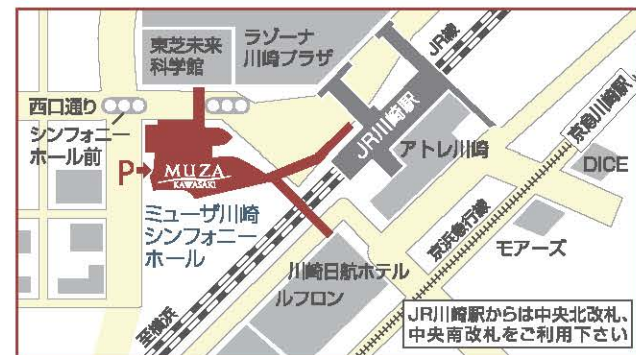 東芝未来
科学館
ラゾーナ
川崎プラザ
JR線
西口通り
シンフォニー
ホール前
P
MUZA
KAWASAKI
ミューザ川崎
シンフォニー
ホール
JR川崎駅
アトレ川崎
京急川崎駅
DICE
京浜急行線
モアーズ
川崎日航ホテル
ルフロン
至横浜
JR川崎駅からは中央北改札、
中央南改札をご利用下さい